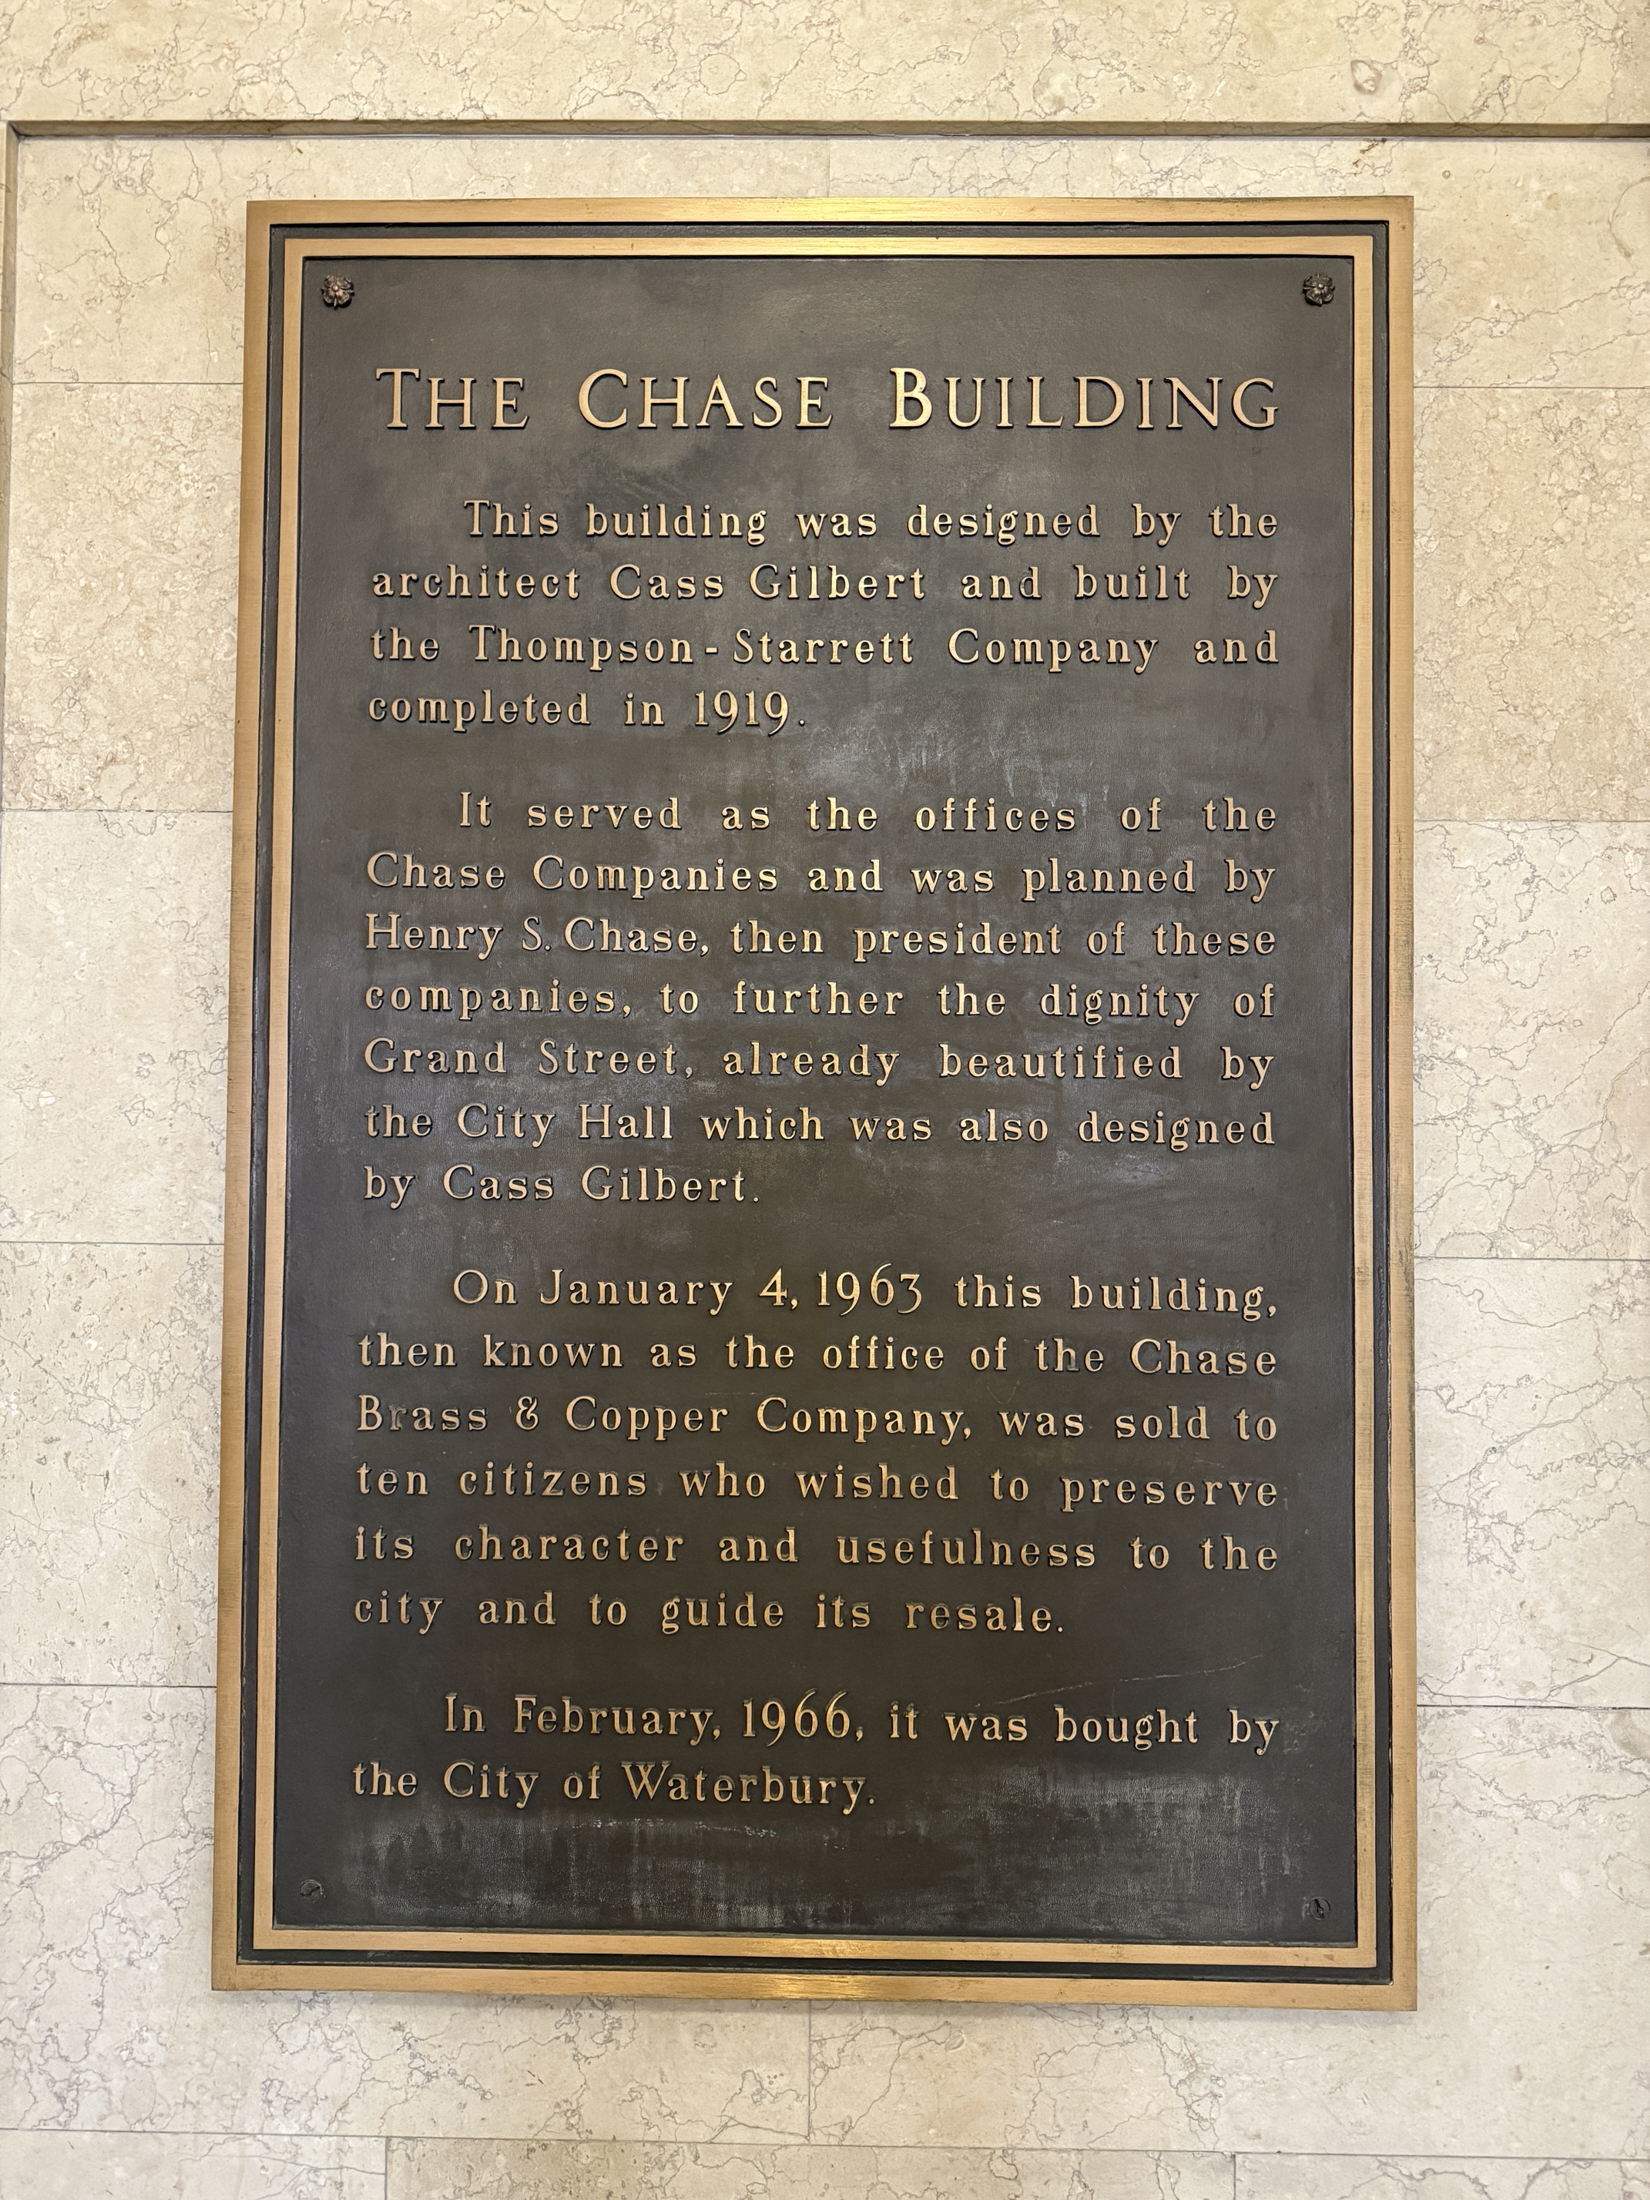 THE CHASE BUILDING
This building was designed by the
architect Cass Gilbert and built by
the Thompson-Starrett Company and
completed in 1919.
It served as the offices of the
Chase Companies and was planned by
Henry S. Chase, then president of these
companies, to further the dignity of
Grand Street, already beautified by
the City Hall which was also designed
by Cass Gilbert.
On January 4, 1963 this building,
then known as the office of the Chase
Brass & Copper Company, was sold to
ten citizens who wished to preserve
its character and usefulness to the
city and to guide its resale.
In February, 1966, it was bought by
the City of Waterbury.